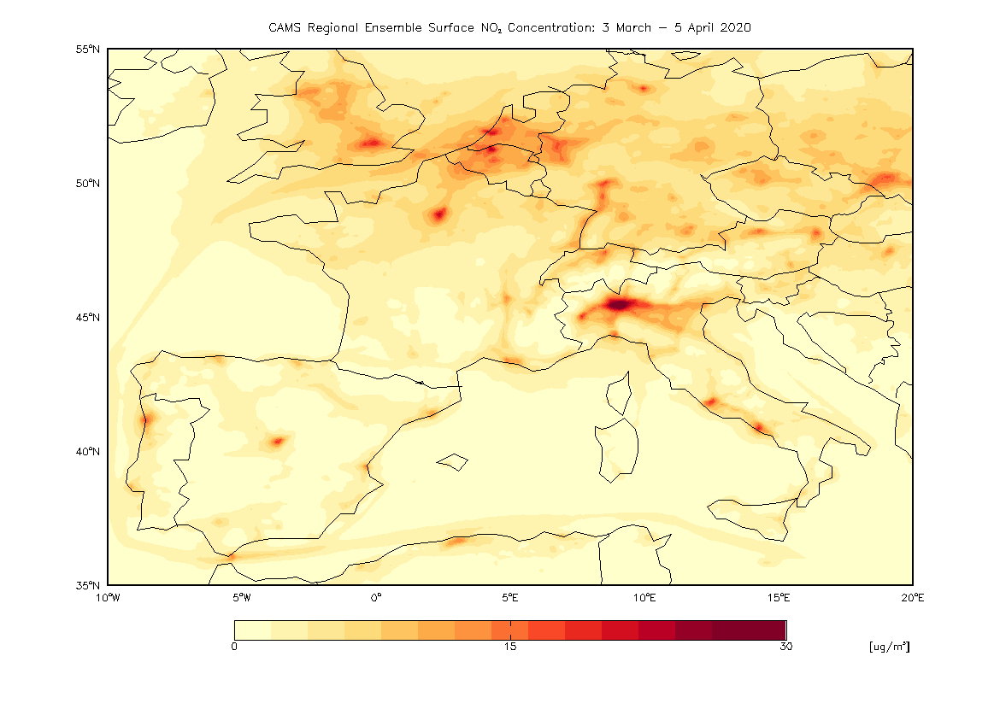 CAMS Regional Ensemble Surface NO₂ Concentration: 3 March – 5 April 2020
55°N
50°N
45°N
40°N
35°N
10°W 5°W 0° 5°E 10°E 15°E 20°E
0 15 30 [ug/m³]